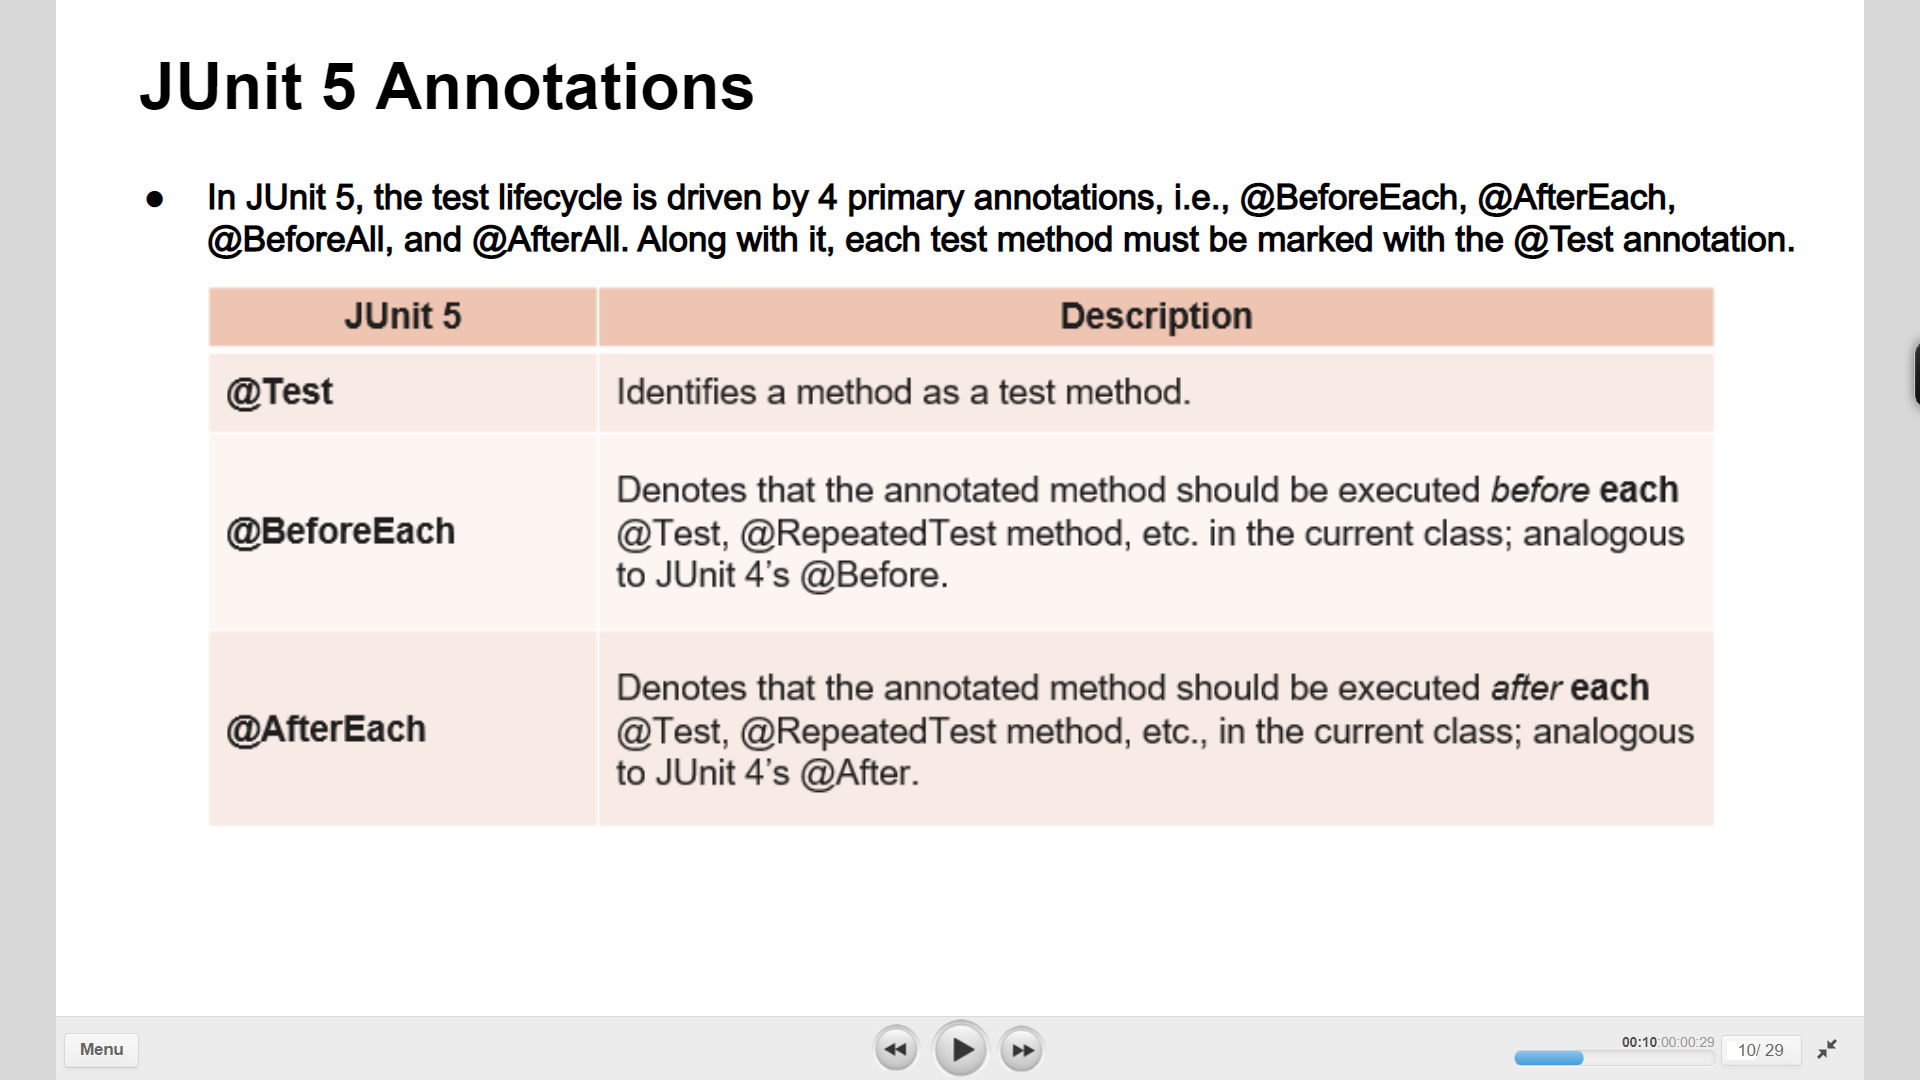 JUnit 5 Annotations
● In JUnit 5, the test lifecycle is driven by 4 primary annotations, i.e., @BeforeEach, @AfterEach,
@BeforeAll, and @AfterAll. Along with it, each test method must be marked with the @Test annotation.
JUnit 5 Description
@Test Identifies a method as a test method.
Denotes that the annotated method should be executed before each
@BeforeEach @Test, @RepeatedTest method, etc. in the current class; analogous
to JUnit 4’s @Before.
Denotes that the annotated method should be executed after each
@AfterEach @Test, @RepeatedTest method, etc., in the current class; analogous
to JUnit 4’s @After.
Menu 00:10:00:00:29 10/ 29